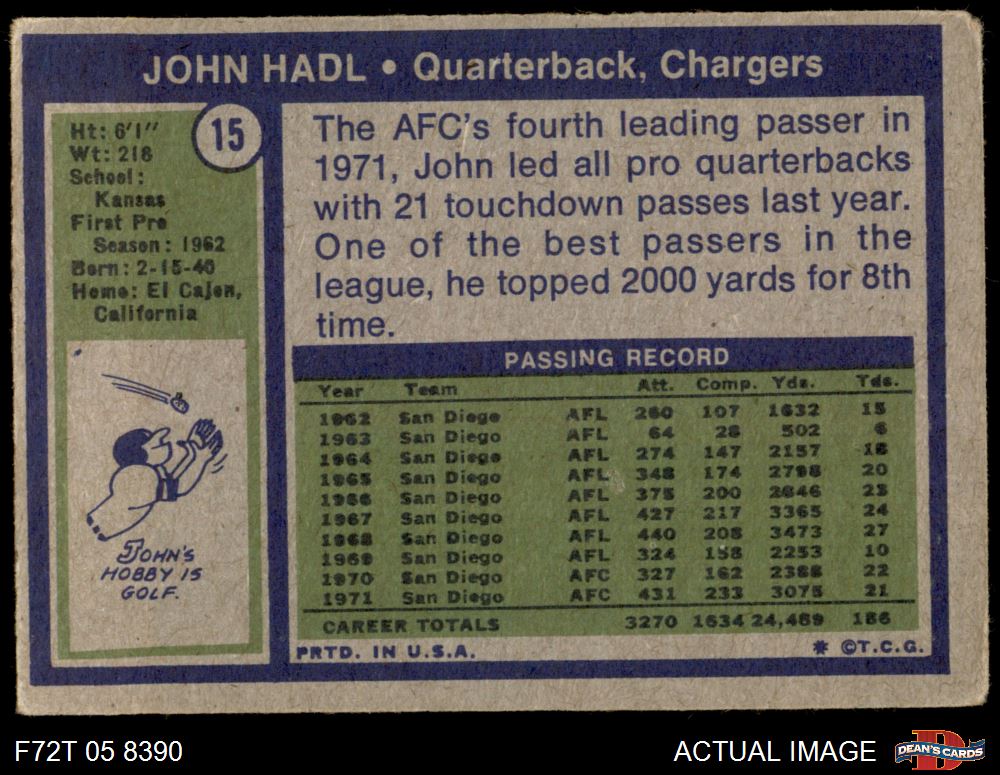 JOHN HADL • Quarterback, Chargers
15
Ht: 6'1"
Wt: 218
School:
Kansas
First Pro
Season: 1962
Born: 2-15-40
Home: El Cajon,
California
JOHN'S
HOBBY IS
GOLF.
The AFC's fourth leading passer in
1971, John led all pro quarterbacks
with 21 touchdown passes last year.
One of the best passers in the
league, he topped 2000 yards for 8th
time.
PASSING RECORD
Year Team Att. Comp. Yds. Tds.
1962 San Diego AFL 260 107 1632 15
1963 San Diego AFL 64 28 502 6
1964 San Diego AFL 274 147 2157 18
1965 San Diego AFL 348 174 2798 20
1966 San Diego AFL 375 200 2846 23
1967 San Diego AFL 427 217 3365 24
1968 San Diego AFL 440 208 3473 27
1969 San Diego AFL 324 158 2253 10
1970 San Diego AFC 327 162 2388 22
1971 San Diego AFC 431 233 3075 21
CAREER TOTALS 3270 1634 24,489 186
PRTD. IN U.S.A. * ©T.C.G.
F72T 05 8390
ACTUAL IMAGE
D
DEAN'S CARDS